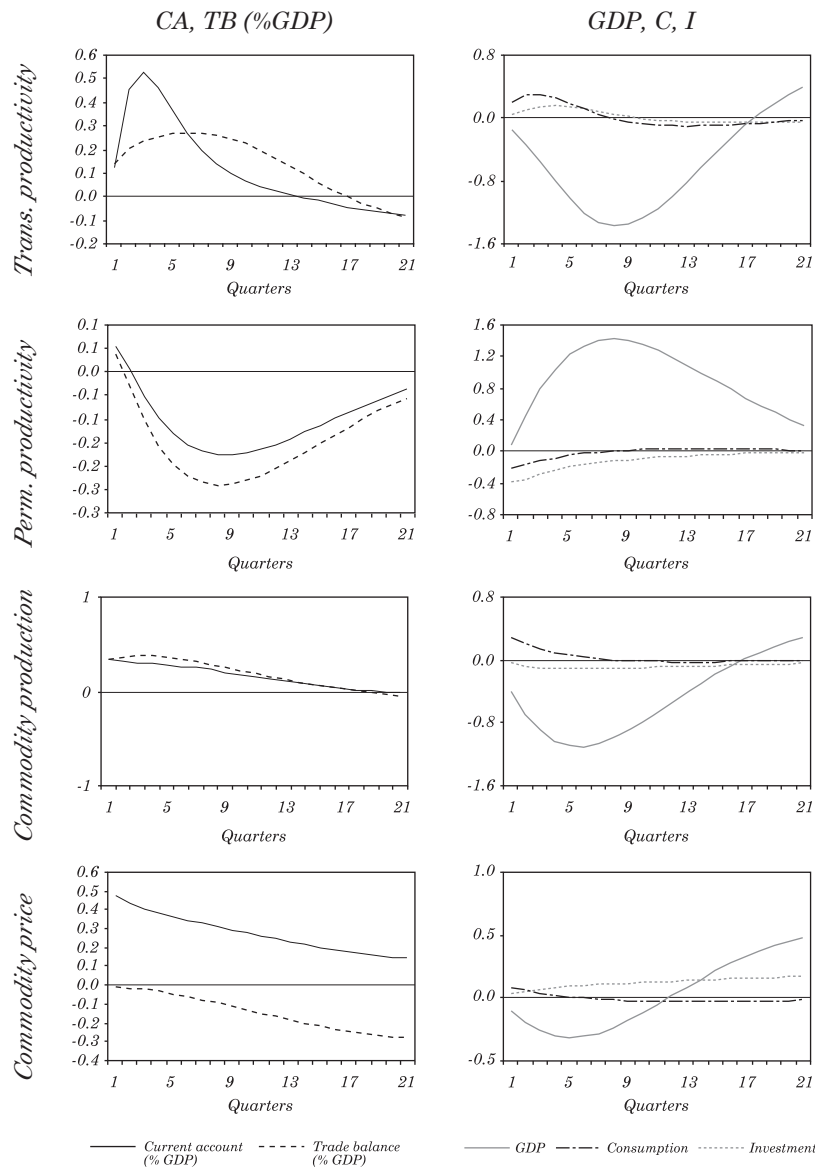 CA, TB (%GDP)
GDP, C, I
Trans. productivity
0.6
0.5
0.4
0.3
0.2
0.1
0.0
-0.1
-0.2
1 5 9 13 17 21
Quarters
0.8
0.0
-0.8
-1.6
1 5 9 13 17 21
Quarters
Perm. productivity
0.1
0.1
0.0
-0.1
-0.1
-0.2
-0.2
-0.3
-0.3
1 5 9 13 17 21
Quarters
1.6
1.2
0.8
0.4
0.0
-0.4
-0.8
1 5 9 13 17 21
Quarters
Commodity production
1
0
-1
1 5 9 13 17 21
Quarters
0.8
0.0
-0.8
-1.6
1 5 9 13 17 21
Quarters
Commodity price
0.6
0.5
0.4
0.3
0.2
0.1
0.0
-0.1
-0.2
-0.3
-0.4
1 5 9 13 17 21
Quarters
1.0
0.5
0.0
-0.5
1 5 9 13 17 21
Quarters
Current account
(% GDP)
Trade balance
(% GDP)
GDP
Consumption
Investment